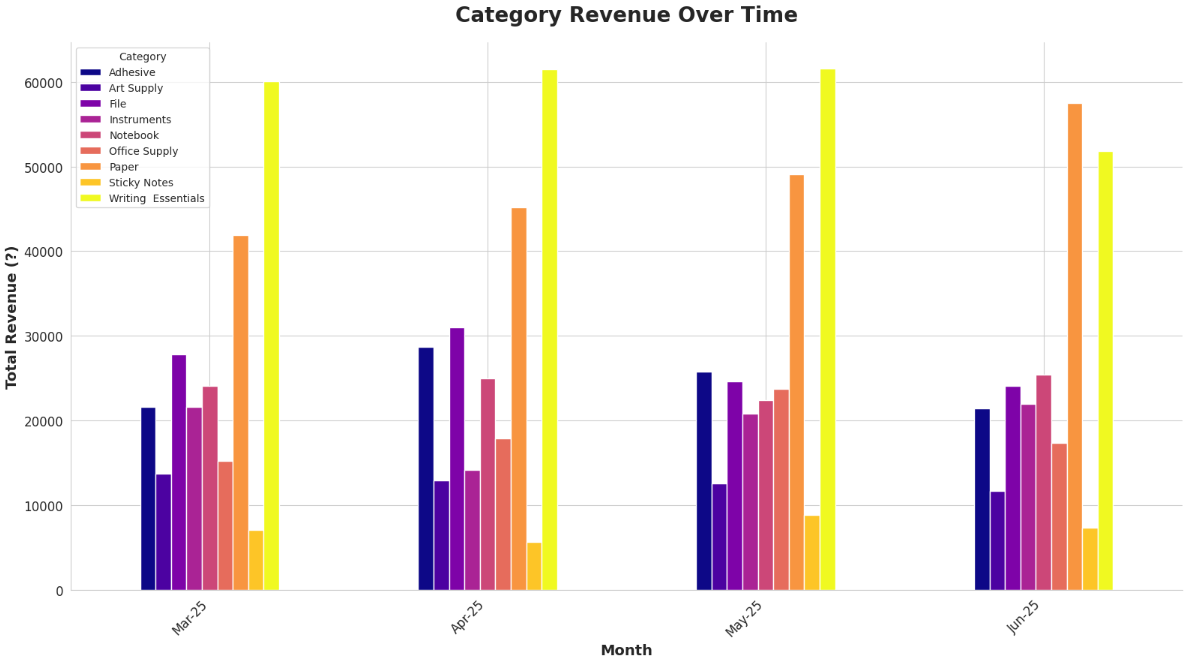 Category Revenue Over Time
Category
Adhesive
Art Supply
File
Instruments
Notebook
Office Supply
Paper
Sticky Notes
Writing  Essentials
Total Revenue (?)
60000
50000
40000
30000
20000
10000
0
Mar-25
Apr-25
May-25
Jun-25
Month